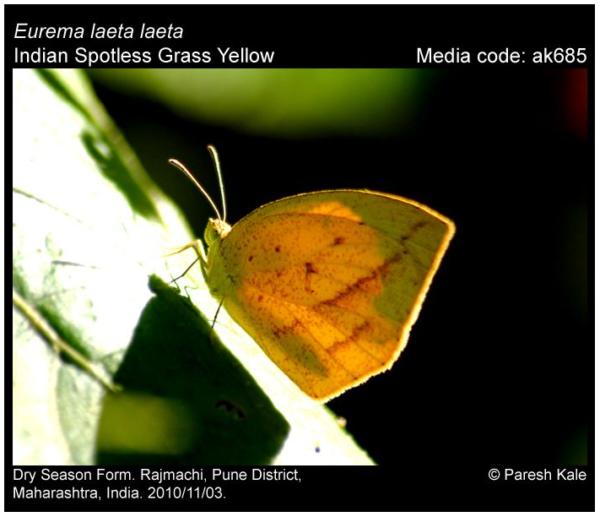 Eurema laeta laeta
Indian Spotless Grass Yellow Media code: ak685
Dry Season Form. Rajmachi, Pune District,
Maharashtra, India. 2010/11/03.
© Paresh Kale